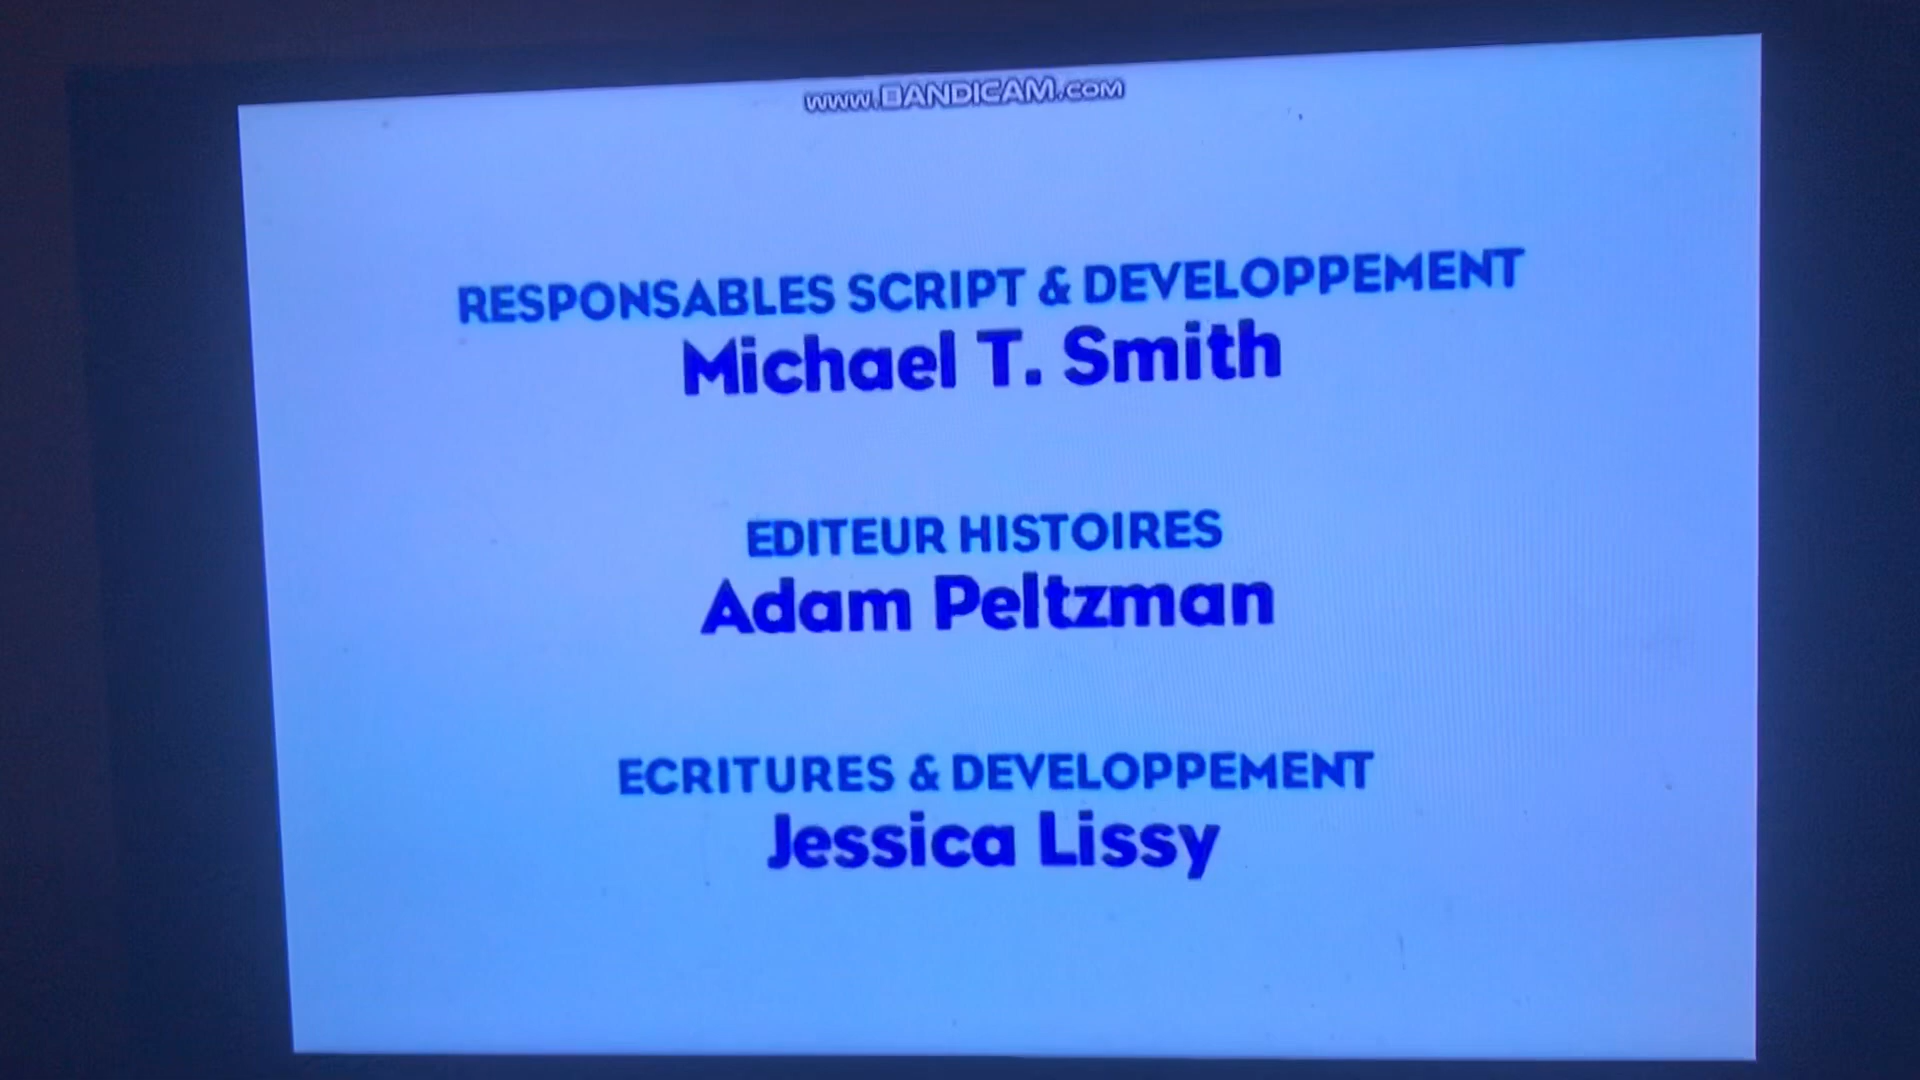 www.BANDICAM.com
RESPONSABLES SCRIPT & DEVELOPPEMENT
Michael T. Smith
EDITEUR HISTOIRES
Adam Peltzman
ECRITURES & DEVELOPPEMENT
Jessica Lissy